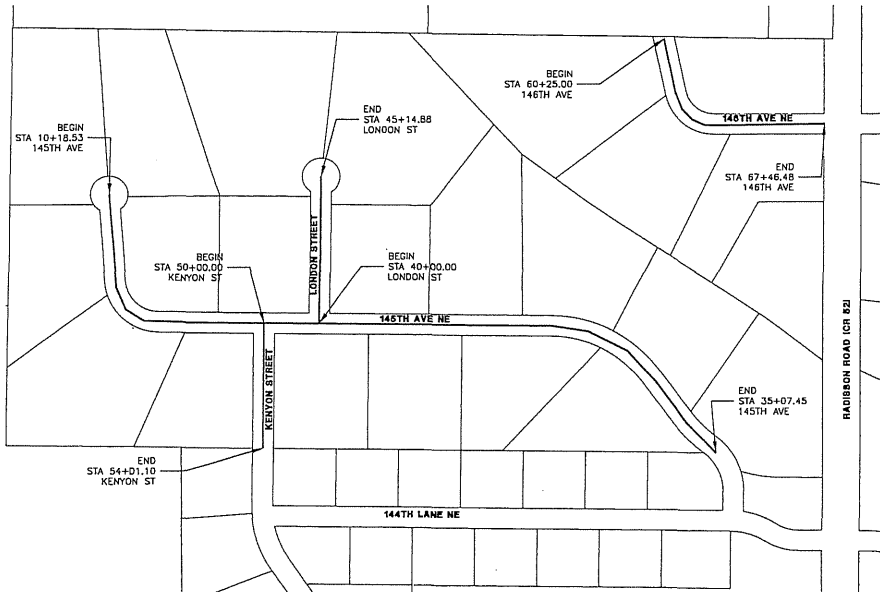 BEGIN
STA 60+25.00
146TH AVE
146TH AVE NE
END
STA 67+46.48
146TH AVE
BEGIN
STA 10+18.53
145TH AVE
END
STA 45+14.88
LONDON ST
LONDON STREET
BEGIN
STA 50+00.00
KENYON ST
BEGIN
STA 40+00.00
LONDON ST
145TH AVE NE
KENYON STREET
RADISSON ROAD (CR 52)
END
STA 35+07.45
145TH AVE
END
STA 54+01.10
KENYON ST
144TH LANE NE